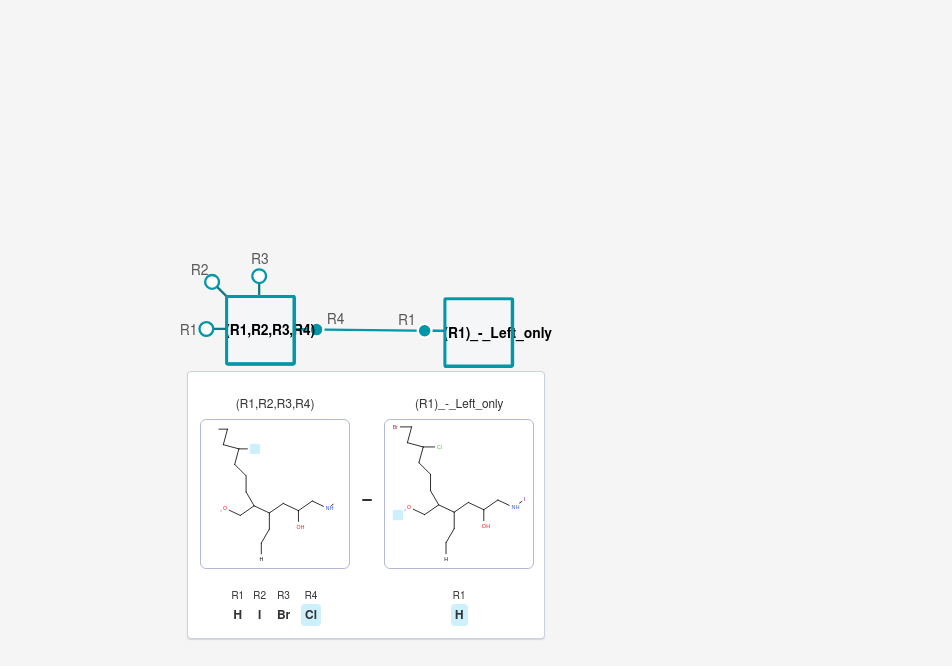 R3
R2
R1
(R1,R2,R3,R4)
R4
R1
(R1)_-_Left_only
(R1,R2,R3,R4)
(R1)_-_Left_only
Br
Cl
O
NH
OH
H
O
I
NH
OH
H
R1 R2 R3 R4
H I Br Cl
R1
H